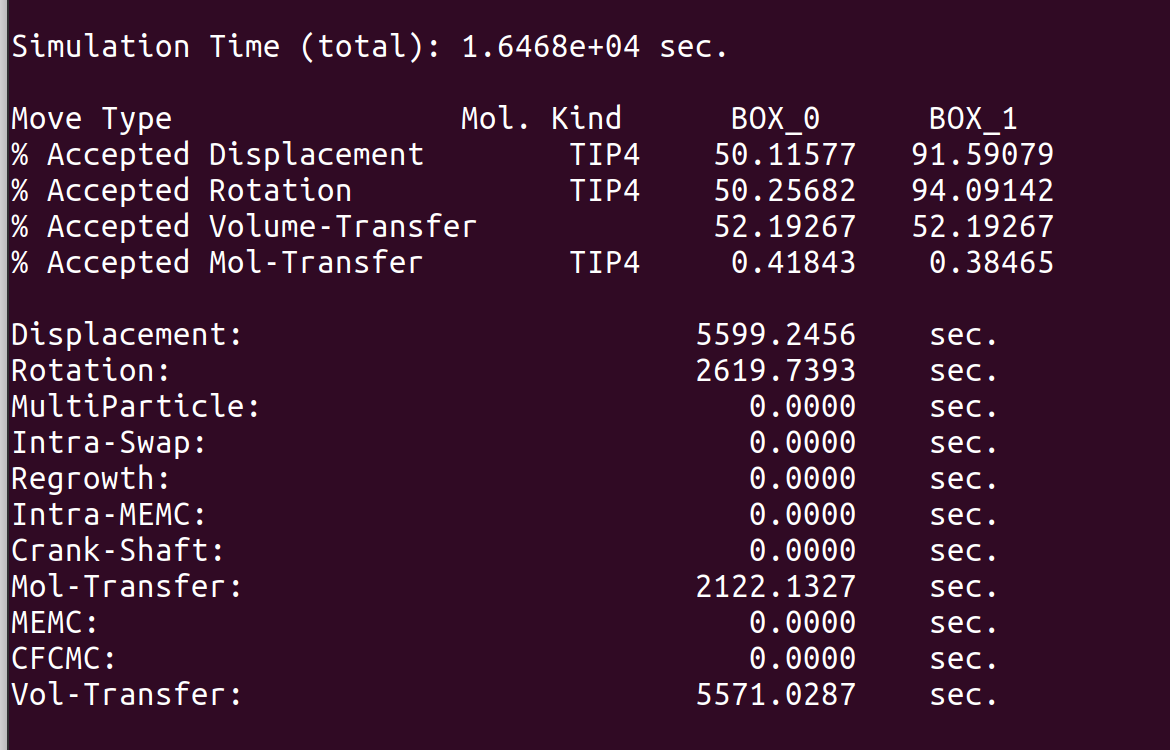 Simulation Time (total): 1.6468e+04 sec.
Move Type Mol. Kind BOX_0 BOX_1
% Accepted Displacement TIP4 50.11577 91.59079
% Accepted Rotation TIP4 50.25682 94.09142
% Accepted Volume-Transfer 52.19267 52.19267
% Accepted Mol-Transfer TIP4 0.41843 0.38465
Displacement: 5599.2456 sec.
Rotation: 2619.7393 sec.
MultiParticle: 0.0000 sec.
Intra-Swap: 0.0000 sec.
Regrowth: 0.0000 sec.
Intra-MEMC: 0.0000 sec.
Crank-Shaft: 0.0000 sec.
Mol-Transfer: 2122.1327 sec.
MEMC: 0.0000 sec.
CFCMC: 0.0000 sec.
Vol-Transfer: 5571.0287 sec.